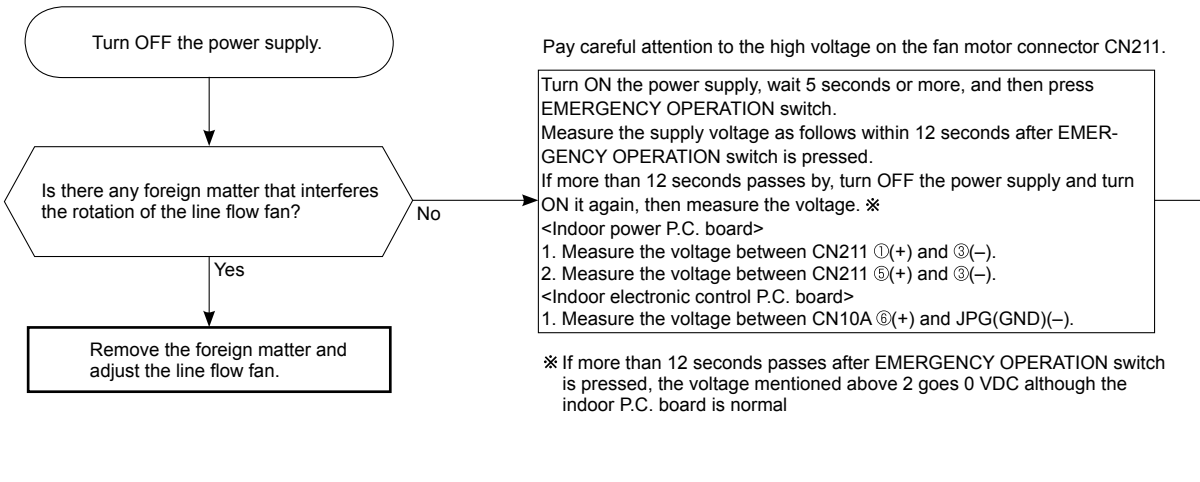 Turn OFF the power supply.
Is there any foreign matter that interferes
the rotation of the line flow fan?
No
Yes
Remove the foreign matter and
adjust the line flow fan.
Pay careful attention to the high voltage on the fan motor connector CN211.
Turn ON the power supply, wait 5 seconds or more, and then press
EMERGENCY OPERATION switch.
Measure the supply voltage as follows within 12 seconds after EMER-
GENCY OPERATION switch is pressed.
If more than 12 seconds passes by, turn OFF the power supply and turn
ON it again, then measure the voltage. ※
<Indoor power P.C. board>
1. Measure the voltage between CN211 ①(+) and ③(–).
2. Measure the voltage between CN211 ⑤(+) and ③(–).
<Indoor electronic control P.C. board>
1. Measure the voltage between CN10A ⑥(+) and JPG(GND)(–).
※ If more than 12 seconds passes after EMERGENCY OPERATION switch
is pressed, the voltage mentioned above 2 goes 0 VDC although the
indoor P.C. board is normal